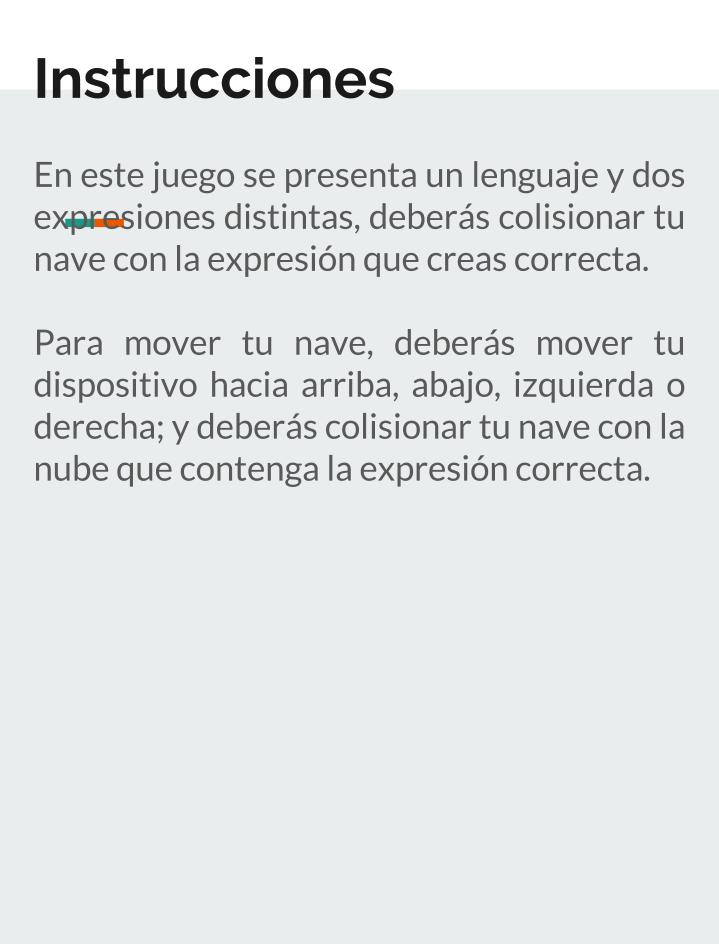 Instrucciones
En este juego se presenta un lenguaje y dos
expresiones distintas, deberás colisionar tu
nave con la expresión que creas correcta.
Para mover tu nave, deberás mover tu
dispositivo hacia arriba, abajo, izquierda o
derecha; y deberás colisionar tu nave con la
nube que contenga la expresión correcta.